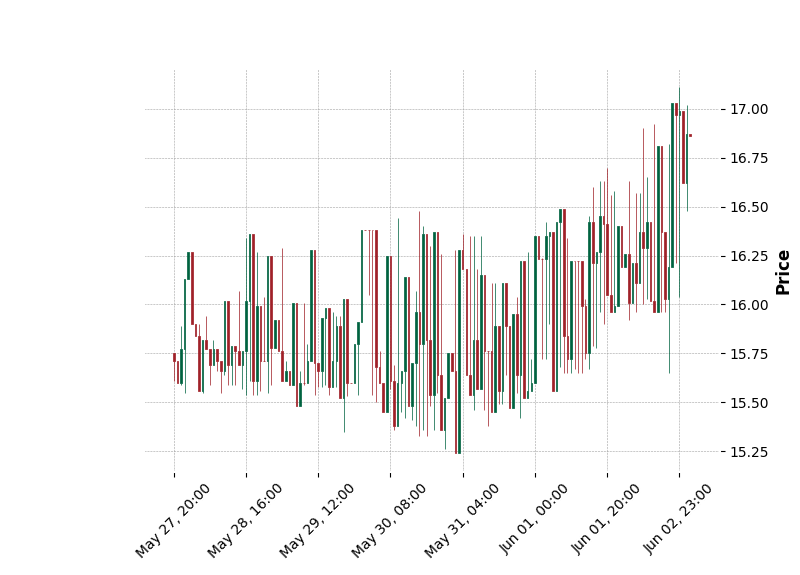 17.00
16.75
16.50
16.25
16.00
15.75
15.50
15.25
Price
May 27, 20:00
May 28, 16:00
May 29, 12:00
May 30, 08:00
May 31, 04:00
Jun 01, 00:00
Jun 01, 20:00
Jun 02, 23:00